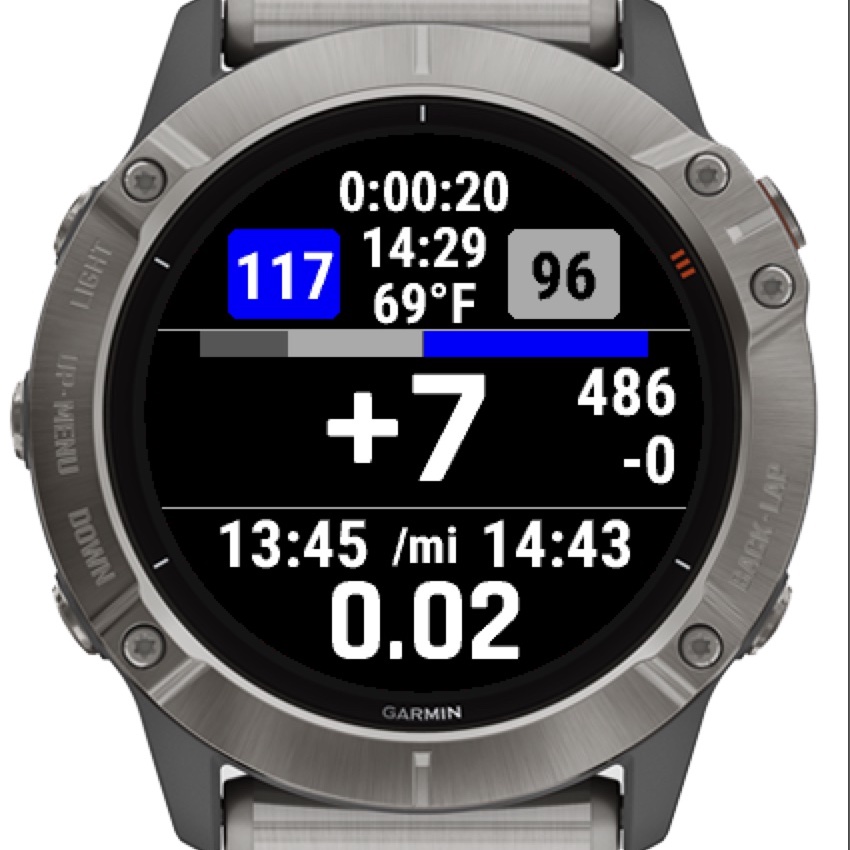 0:00:20
117 14:29 96
69°F
+7 486
-0
13:45 /mi 14:43
0.02
LIGHT
UP·MENU
DOWN
BACK·LAP
GARMIN